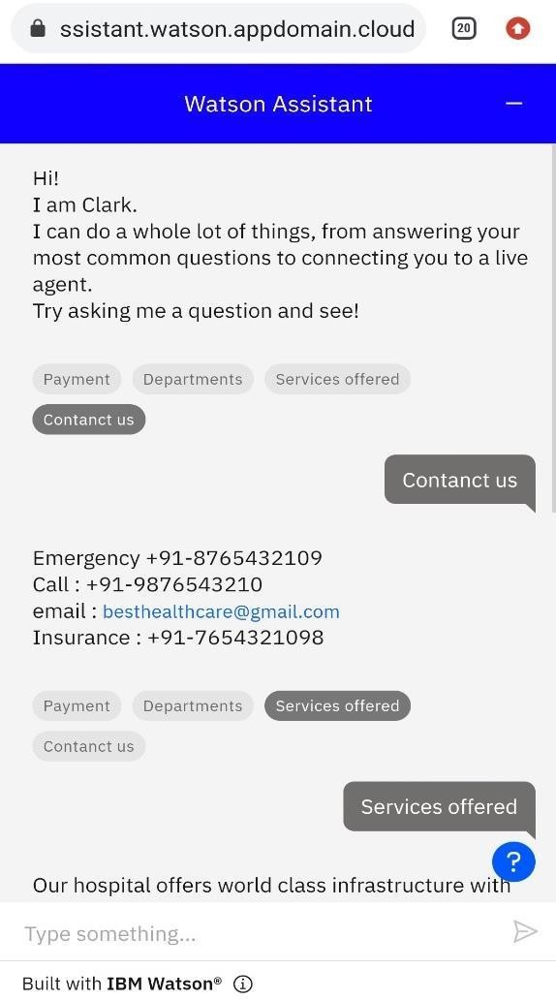 ssistant.watson.appdomain.cloud
20
Watson Assistant
Hi!
I am Clark.
I can do a whole lot of things, from answering your
most common questions to connecting you to a live
agent.
Try asking me a question and see!
Payment Departments Services offered
Contanct us
Contanct us
Emergency +91-8765432109
Call : +91-9876543210
email : besthealthcare@gmail.com
Insurance : +91-7654321098
Payment Departments Services offered
Contanct us
Services offered
?
Our hospital offers world class infrastructure with
Type something...
Built with IBM Watson®